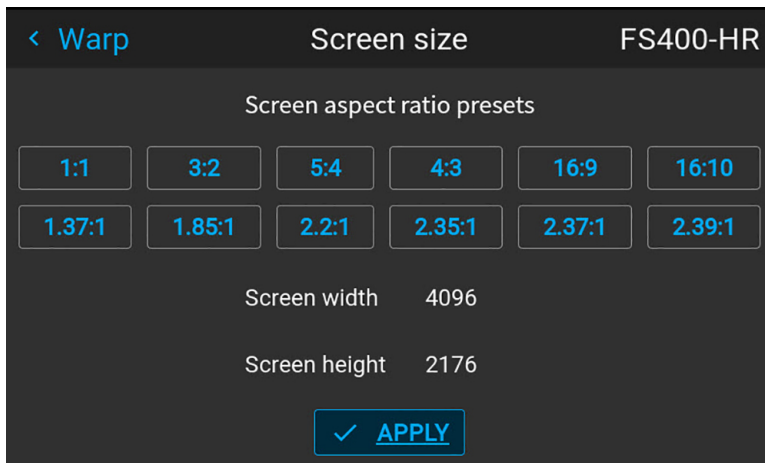 Warp Screen size FS400-HR
Screen aspect ratio presets
1:1 3:2 5:4 4:3 16:9 16:10
1.37:1 1.85:1 2.2:1 2.35:1 2.37:1 2.39:1
Screen width 4096
Screen height 2176
APPLY